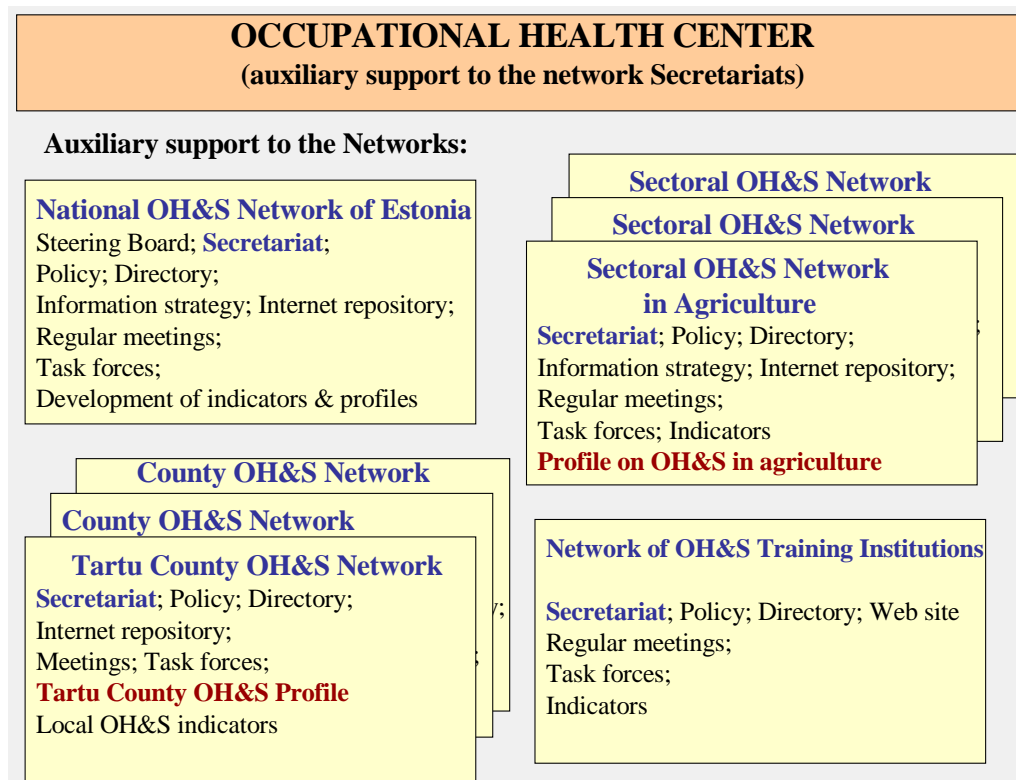 OCCUPATIONAL HEALTH CENTER
(auxiliary support to the network Secretariats)
Auxiliary support to the Networks:
National OH&S Network of Estonia
Steering Board; Secretariat;
Policy; Directory;
Information strategy; Internet repository;
Regular meetings;
Task forces;
Development of indicators & profiles
Sectoral OH&S Network
Sectoral OH&S Network
Sectoral OH&S Network
in Agriculture
Secretariat; Policy; Directory;
Information strategy; Internet repository;
Regular meetings;
Task forces; Indicators
Profile on OH&S in agriculture
County OH&S Network
County OH&S Network
Tartu County OH&S Network
Secretariat; Policy; Directory;
Internet repository;
Meetings; Task forces;
Tartu County OH&S Profile
Local OH&S indicators
Network of OH&S Training Institutions
Secretariat; Policy; Directory; Web site
Regular meetings;
Task forces;
Indicators